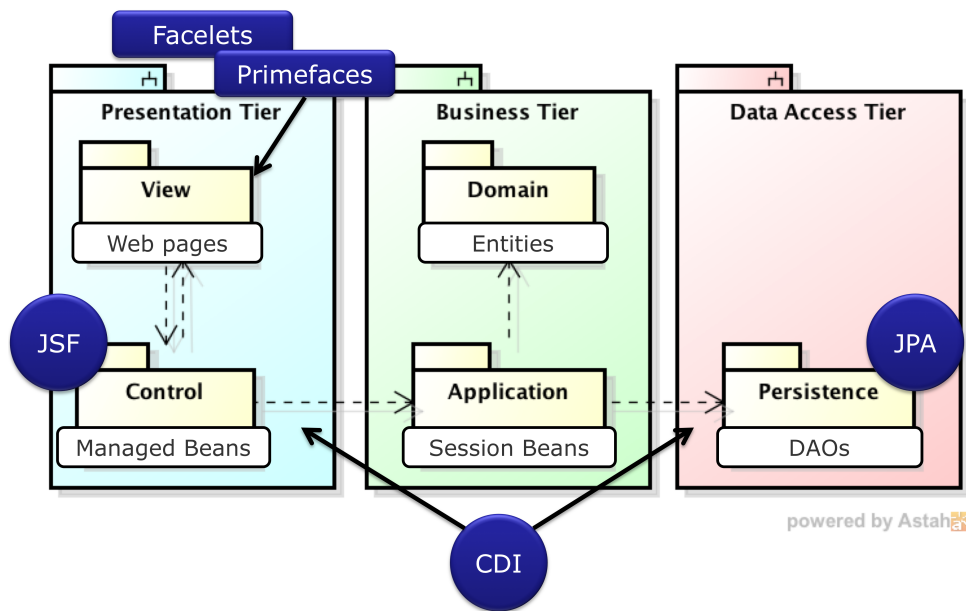 Facelets
Primefaces
Presentation Tier
Business Tier
Data Access Tier
View
Web pages
Domain
Entities
JSF
JPA
Control
Managed Beans
Application
Session Beans
Persistence
DAOs
CDI
powered by Astah